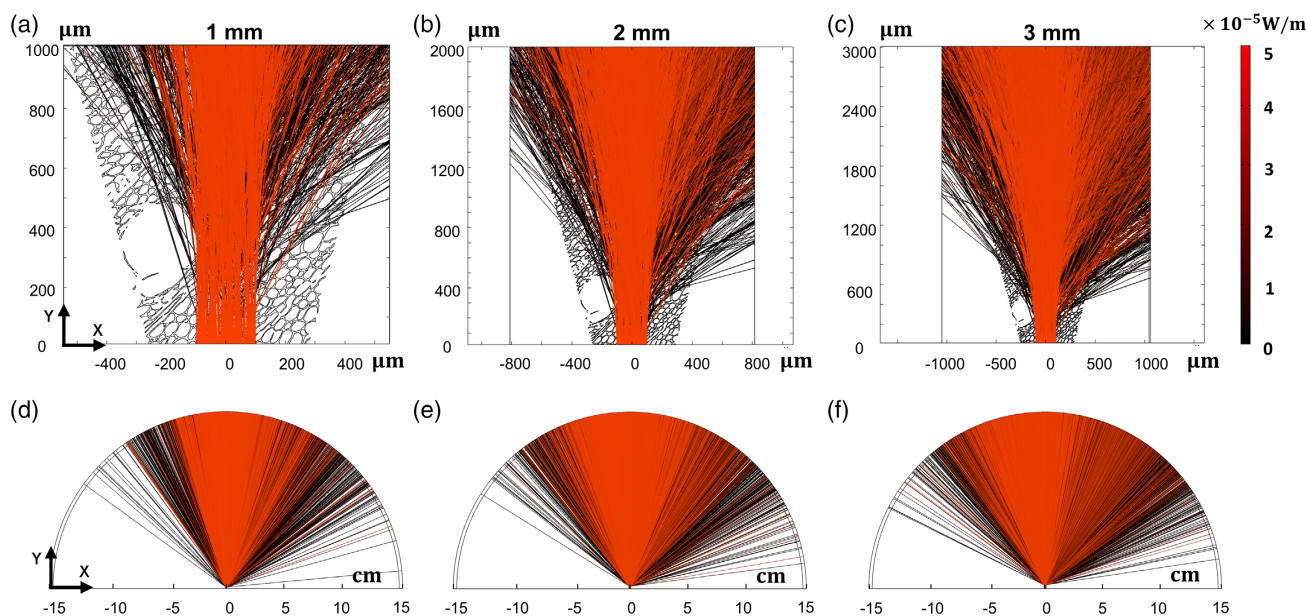 (a) μm 1 mm
1000
800
600
400
200
0
Y
X
-400 -200 0 200 400 μm
(b) μm 2 mm
2000
1600
1200
800
400
0
-800 -400 0 400 800 μm
(c) μm 3 mm
3000
2400
1800
1200
600
0
-1000 -500 0 500 1000 μm
× 10⁻⁵W/m
5
4
3
2
1
0
(d)
Y
X
cm
-15 -10 -5 0 5 10 15
(e)
cm
-15 -10 -5 0 5 10 15
(f)
cm
-15 -10 -5 0 5 10 15